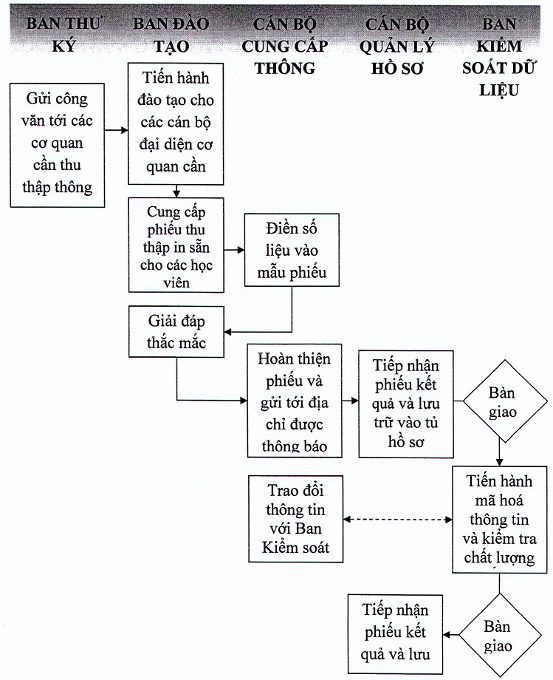 BAN THƯ
KÝ
BAN ĐÀO
TẠO
CÁN BỘ
CUNG CẤP
THÔNG
CÁN BỘ
QUẢN LÝ
HỒ SƠ
BAN
KIỂM
SOÁT DỮ
LIỆU
Gửi công
văn tới các
cơ quan
cần thu
thập thông
Tiến hành
đào tạo cho
các cán bộ
đại diện cơ
quan cần
Cung cấp
phiếu thu
thập in sẵn
cho các học
viên
Điền số
liệu vào
mẫu phiếu
Giải đáp
thắc mắc
Hoàn thiện
phiếu và
gửi tới địa
chỉ được
thông báo
Tiếp nhận
phiếu kết
quả và lưu
trữ vào tủ
hồ sơ
Bàn
giao
Trao đổi
thông tin
với Ban
Kiểm soát
Tiến hành
mã hoá
thông tin
và kiểm tra
chất lượng
Tiếp nhận
phiếu kết
quả và lưu
Bàn
giao